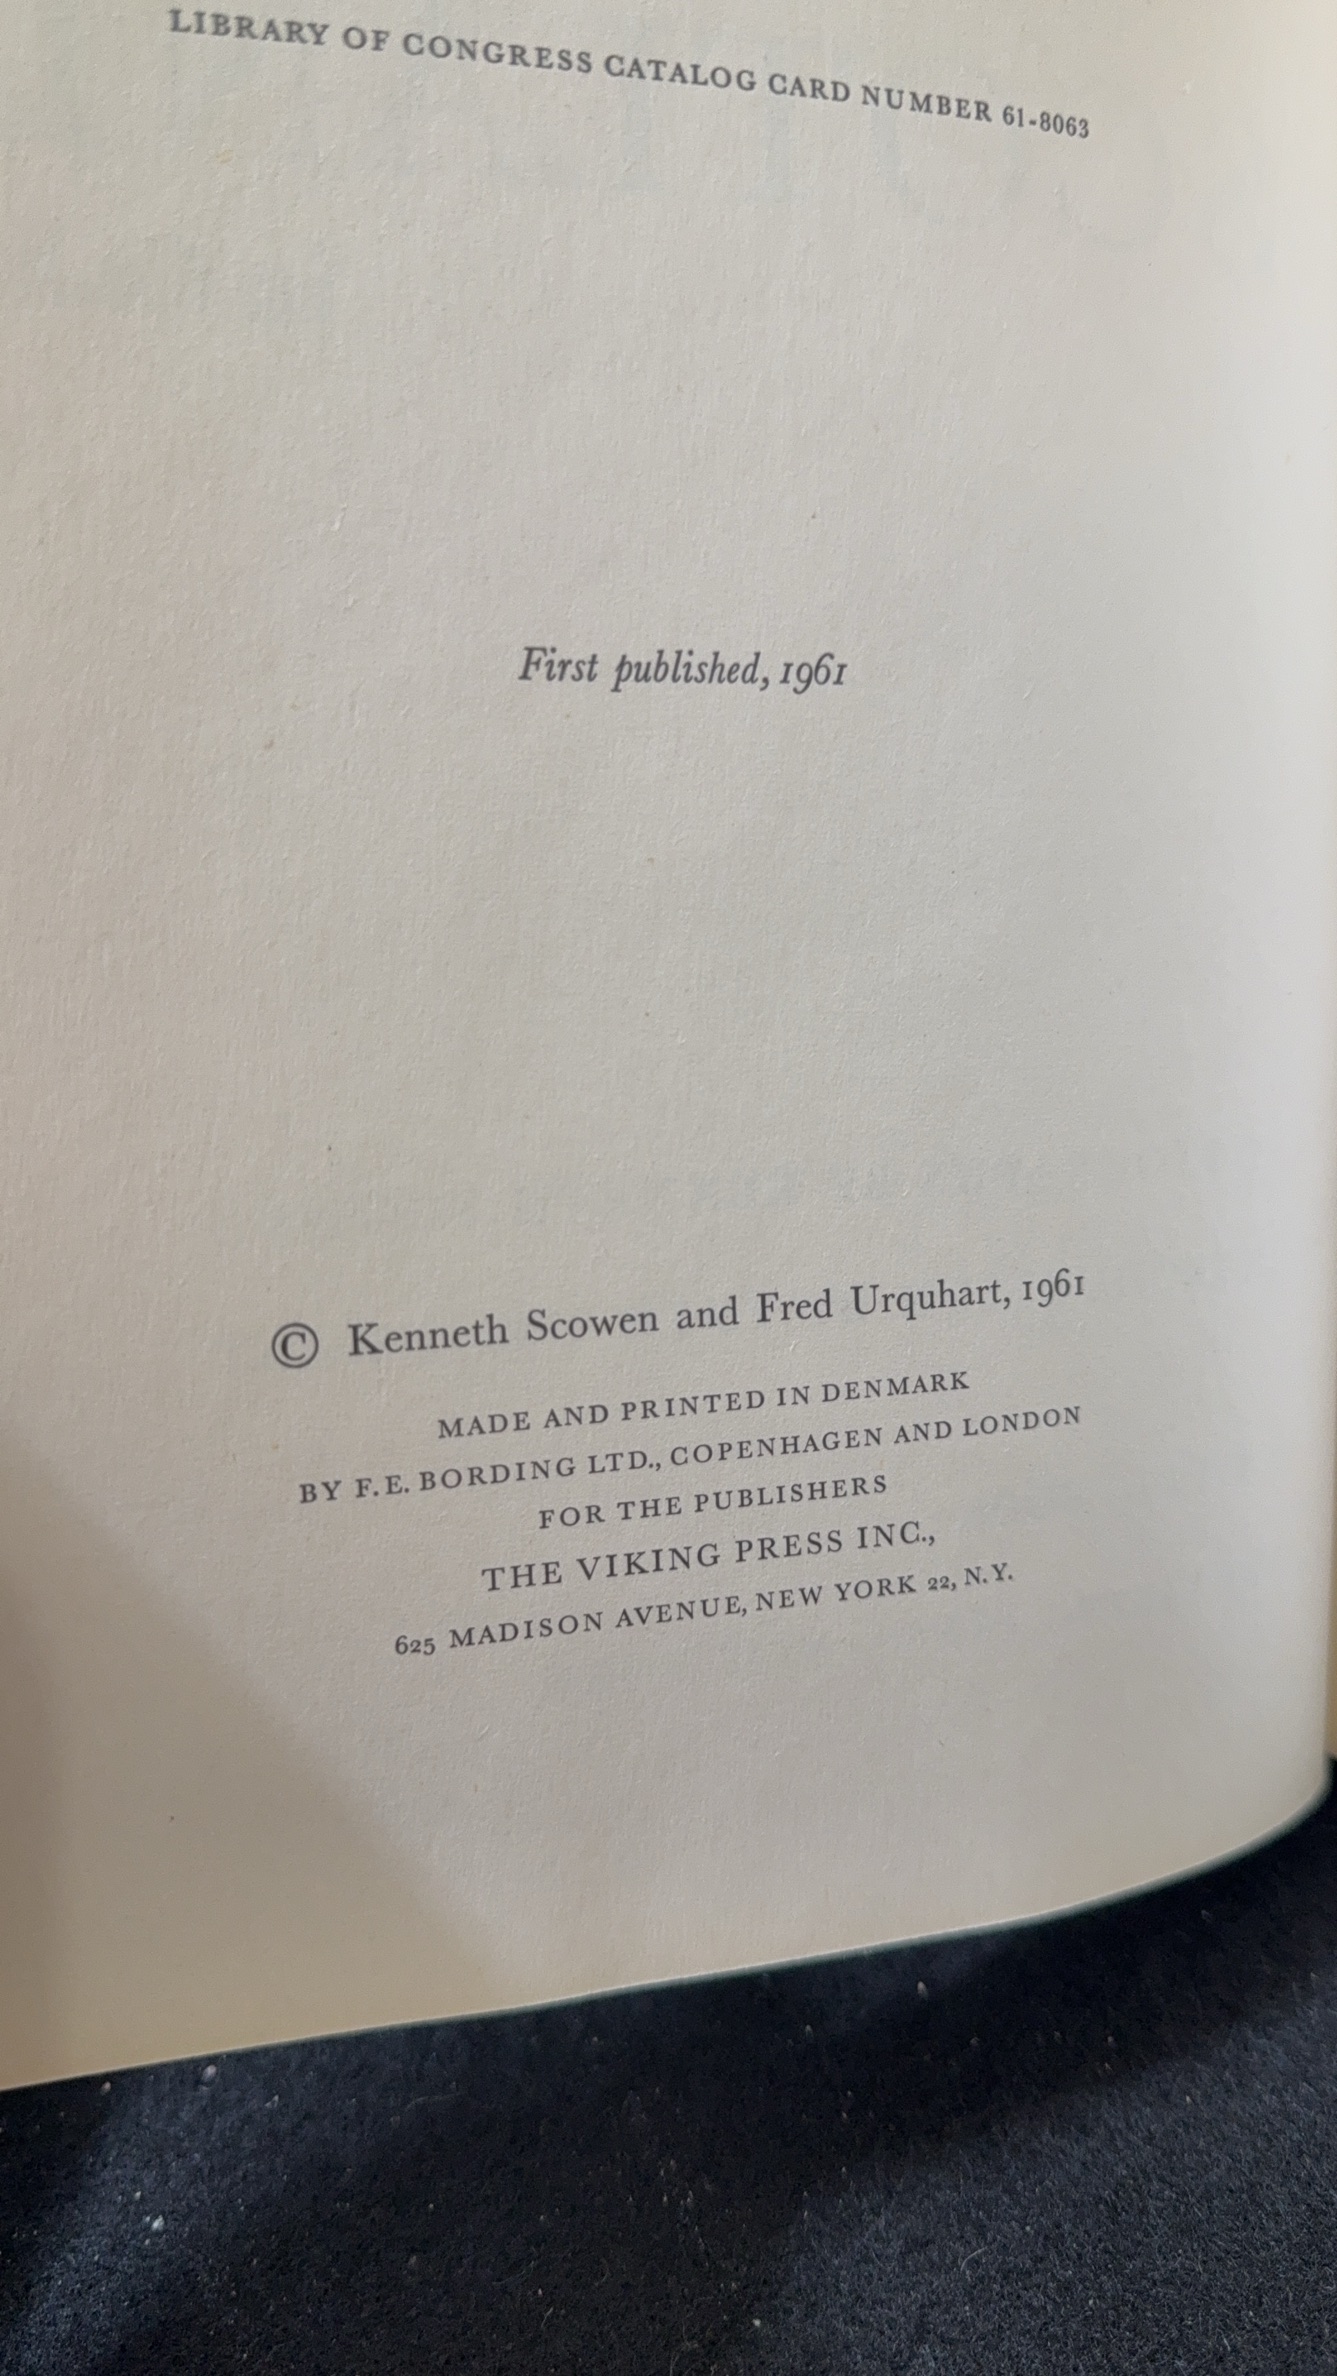 LIBRARY OF CONGRESS CATALOG CARD NUMBER 61-8063
First published, 1961
© Kenneth Scowen and Fred Urquhart, 1961
MADE AND PRINTED IN DENMARK
BY F.E. BORDING LTD., COPENHAGEN AND LONDON
FOR THE PUBLISHERS
THE VIKING PRESS INC.,
625 MADISON AVENUE, NEW YORK 22, N.Y.